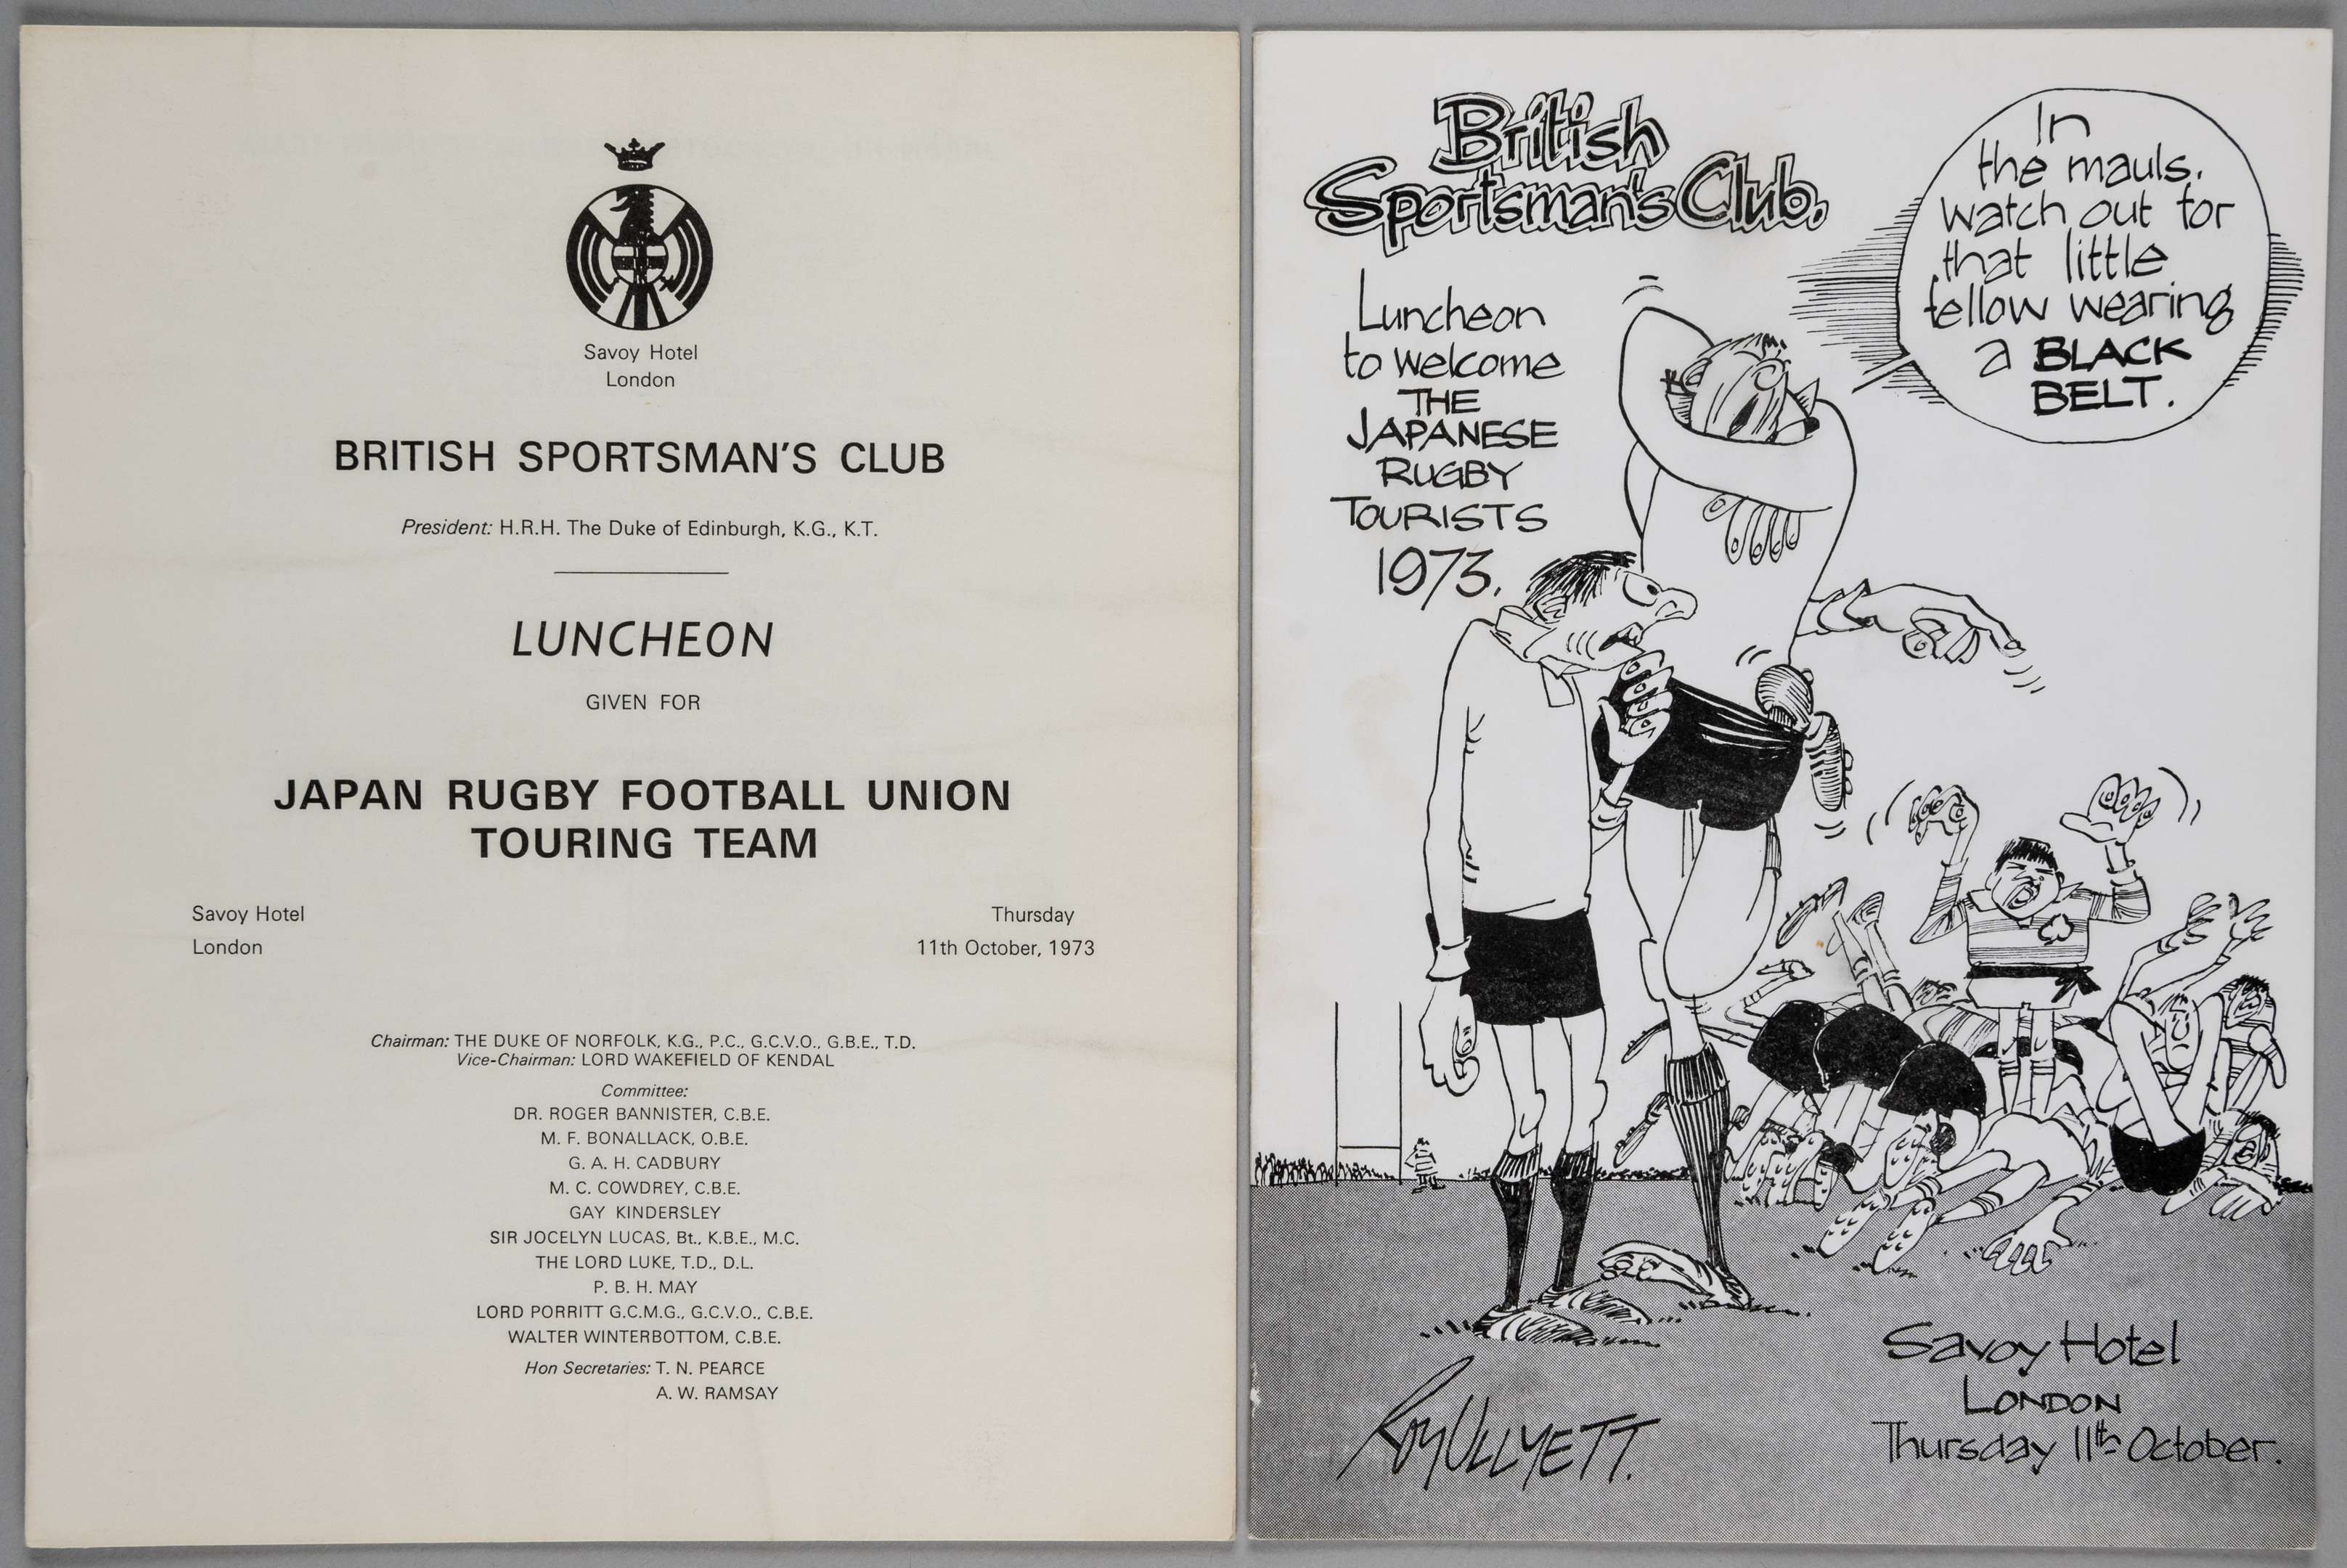 Savoy Hotel
London
BRITISH SPORTSMAN'S CLUB
President: H.R.H. The Duke of Edinburgh, K.G., K.T.
LUNCHEON
GIVEN FOR
JAPAN RUGBY FOOTBALL UNION
TOURING TEAM
Savoy Hotel
London
Thursday
11th October, 1973
Chairman: THE DUKE OF NORFOLK, K.G., P.C., G.C.V.O., G.B.E., T.D.
Vice-Chairman: LORD WAKEFIELD OF KENDAL
Committee:
DR. ROGER BANNISTER, C.B.E.
M. F. BONALLACK, O.B.E.
G. A. H. CADBURY
M. C. COWDREY, C.B.E.
GAY KINDERSLEY
SIR JOCELYN LUCAS, Bt., K.B.E., M.C.
THE LORD LUKE, T.D., D.L.
P. B. H. MAY
LORD PORRITT G.C.M.G., G.C.V.O., C.B.E.
WALTER WINTERBOTTOM, C.B.E.
Hon Secretaries: T. N. PEARCE
A. W. RAMSAY
British
Sportsman's Club.
Luncheon
to welcome
THE
JAPANESE
RUGBY
TOURISTS
1973.
In
the mauls.
watch out for
that little
fellow wearing
a BLACK
BELT.
Roy ULLYETT.
Savoy Hotel
LONDON
Thursday 11th October.